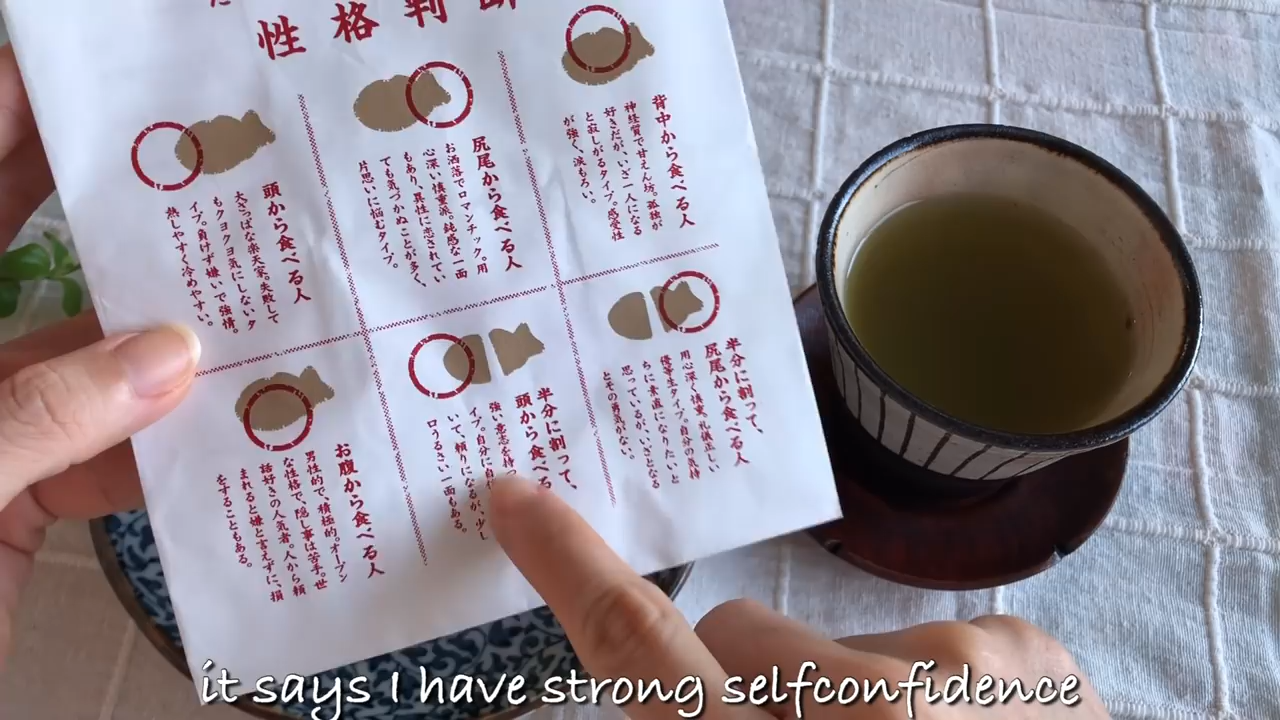 性格判断
背中から食べる人
神経質で甘えん坊。孤独が
好きだが、いざ一人になる
と寂しがるタイプ。感受性
が強く、涙もろい。
尻尾から食べる人
お洒落でロマンチック。用
心深い慎重派。鈍感な一面
もあり、異性に恋されてい
ても気づかぬことが多く、
片思いに悩むタイプ。
頭から食べる人
大ざっぱな楽天家。失敗して
もクヨクヨ気にしないタ
イプ。負けず嫌いで強情。
熱しやすく冷めやすい。
半分に割って、
尻尾から食べる人
用心深く慎重、礼儀正しい
優等生タイプ。自分の気持
ちに素直になりたいと
思っているが、いざとなる
とその勇気がない。
半分に割って、
頭から食べる
強い意志を持つ
イプ。自分に
いて、頼りになるが、少し
口うるさい一面もある。
お腹から食べる人
男性的で、積極的。オープン
な性格で、隠し事は苦手。世
話好きの人気者。人から頼
まれると嫌と言えずに、損
をすることもある。
it says I have strong selfconfidence